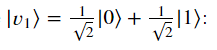 |v₁⟩ = 1/√2|0⟩ + 1/√2|1⟩: